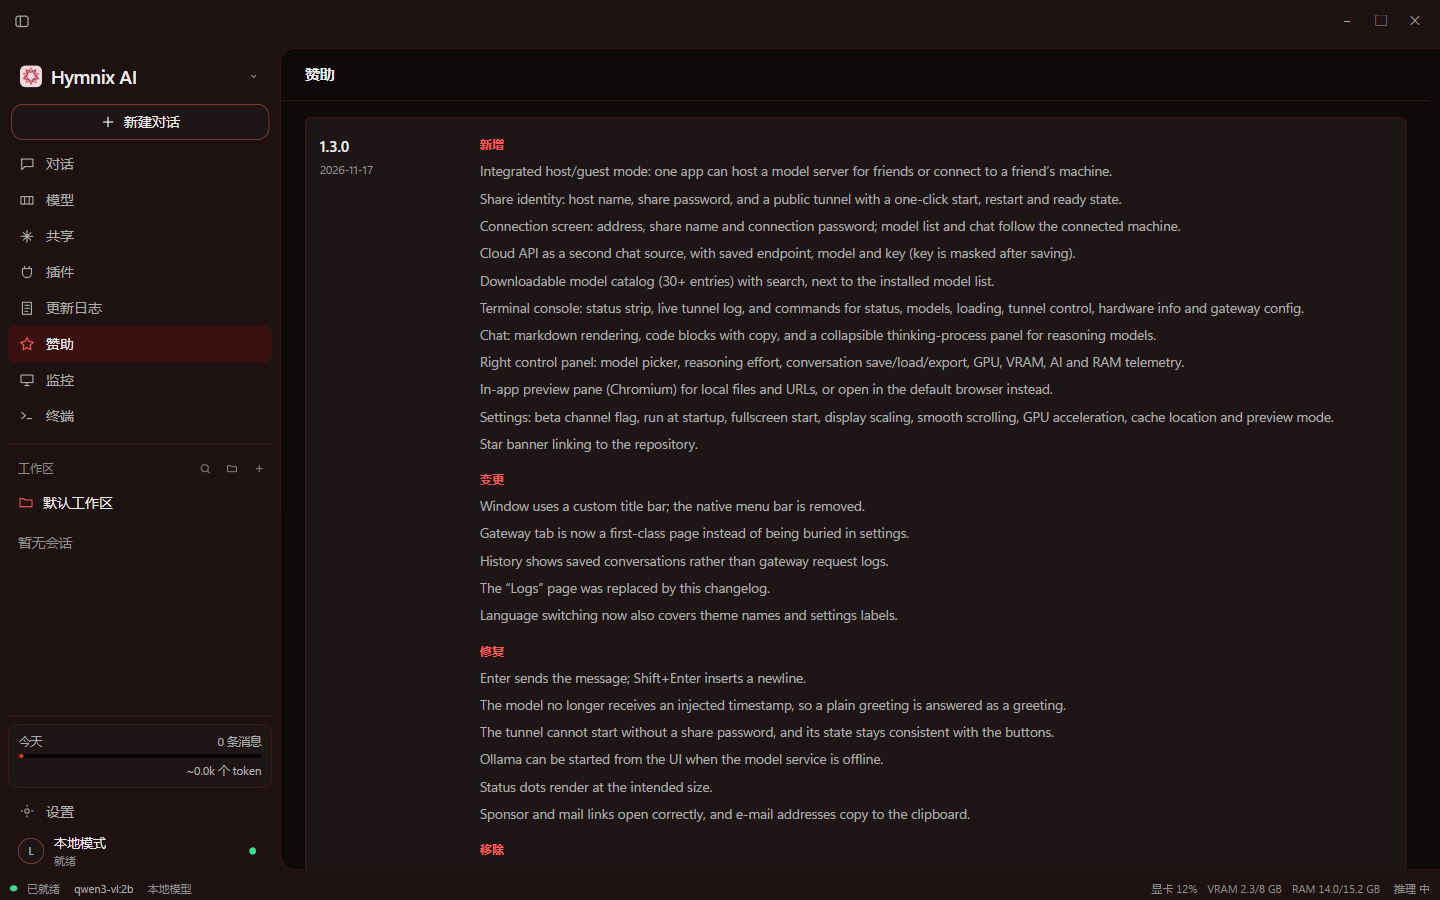 Hymnix AI
新建对话
对话
模型
共享
插件
更新日志
赞助
监控
终端
工作区
默认工作区
暂无会话
今天
0 条消息
~0.0k 个 token
设置
L
本地模式
就绪
赞助
1.3.0
2026-11-17
新增
Integrated host/guest mode: one app can host a model server for friends or connect to a friend’s machine.
Share identity: host name, share password, and a public tunnel with a one-click start, restart and ready state.
Connection screen: address, share name and connection password; model list and chat follow the connected machine.
Cloud API as a second chat source, with saved endpoint, model and key (key is masked after saving).
Downloadable model catalog (30+ entries) with search, next to the installed model list.
Terminal console: status strip, live tunnel log, and commands for status, models, loading, tunnel control, hardware info and gateway config.
Chat: markdown rendering, code blocks with copy, and a collapsible thinking-process panel for reasoning models.
Right control panel: model picker, reasoning effort, conversation save/load/export, GPU, VRAM, AI and RAM telemetry.
In-app preview pane (Chromium) for local files and URLs, or open in the default browser instead.
Settings: beta channel flag, run at startup, fullscreen start, display scaling, smooth scrolling, GPU acceleration, cache location and preview mode.
Star banner linking to the repository.
变更
Window uses a custom title bar; the native menu bar is removed.
Gateway tab is now a first-class page instead of being buried in settings.
History shows saved conversations rather than gateway request logs.
The “Logs” page was replaced by this changelog.
Language switching now also covers theme names and settings labels.
修复
Enter sends the message; Shift+Enter inserts a newline.
The model no longer receives an injected timestamp, so a plain greeting is answered as a greeting.
The tunnel cannot start without a share password, and its state stays consistent with the buttons.
Ollama can be started from the UI when the model service is offline.
Status dots render at the intended size.
Sponsor and mail links open correctly, and e-mail addresses copy to the clipboard.
移除
已就绪 qwen3-vl:2b 本地模型
显卡 12% VRAM 2.3/8 GB RAM 14.0/15.2 GB 推理 中